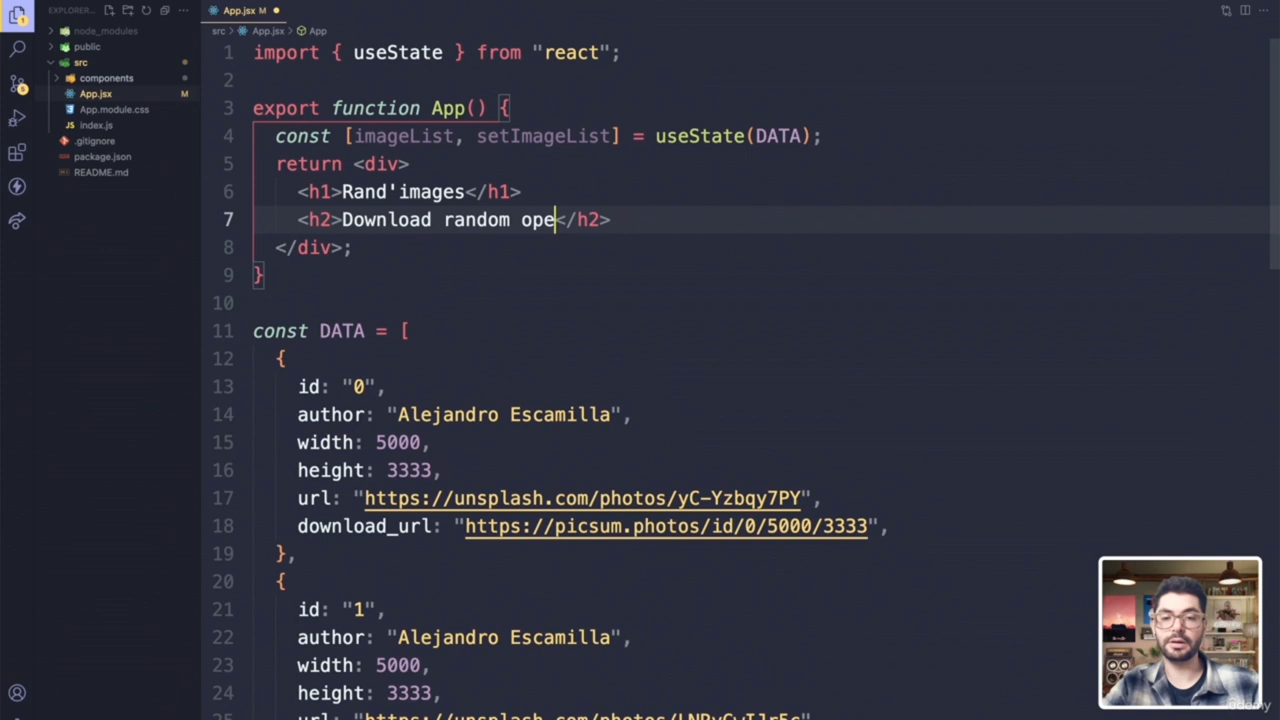 EXPLORER...
node_modules
public
src
components
App.jsx
M
App.module.css
index.js
.gitignore
package.json
README.md
1
6
App.jsx M
src > App.jsx > App
1 import { useState } from "react";
2
3 export function App() {
4 const [imageList, setImageList] = useState(DATA);
5 return <div>
6 <h1>Rand'images</h1>
7 <h2>Download random ope</h2>
8 </div>;
9 }
10
11 const DATA = [
12 {
13 id: "0",
14 author: "Alejandro Escamilla",
15 width: 5000,
16 height: 3333,
17 url: "https://unsplash.com/photos/yC-Yzbqy7PY",
18 download_url: "https://picsum.photos/id/0/5000/3333",
19 },
20 {
21 id: "1",
22 author: "Alejandro Escamilla",
23 width: 5000,
24 height: 3333,